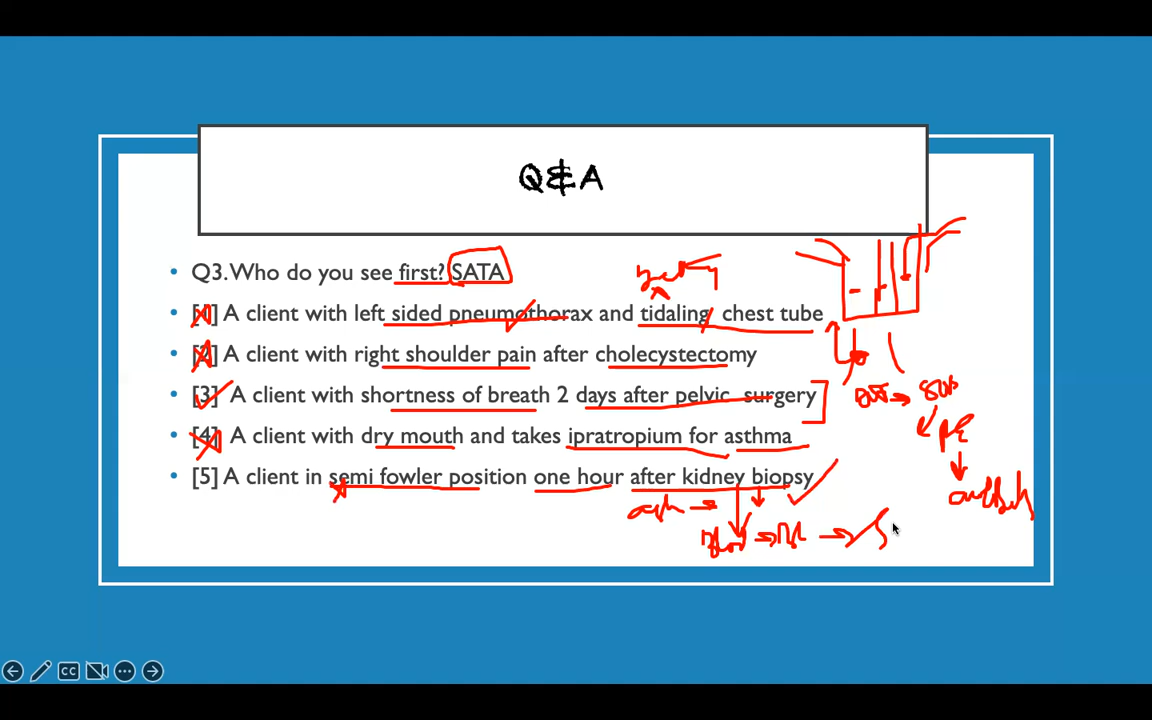 Q&A
Q3.Who do you see first? SATA
[1] A client with left sided pneumothorax and tidaling chest tube
[2] A client with right shoulder pain after cholecystectomy
[3] A client with shortness of breath 2 days after pelvic surgery
[4] A client with dry mouth and takes ipratropium for asthma
[5] A client in semi fowler position one hour after kidney biopsy
SOB
PE
CC